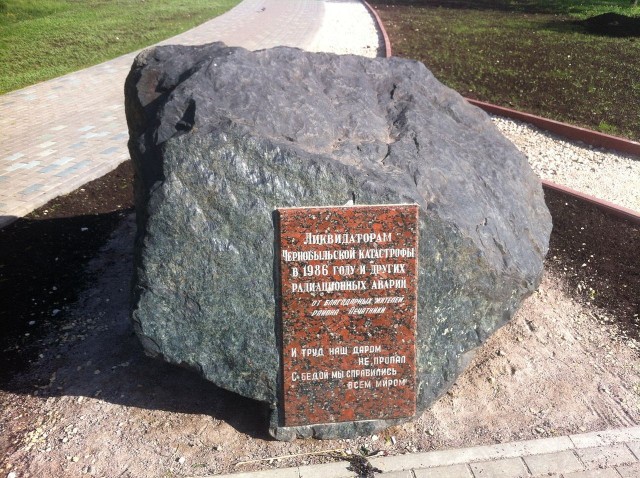 Ликвидаторам
Чернобыльской катастрофы
в 1986 году и других
радиационных аварий
от благодарных жителей
района Печатники
И труд наш даром
не пропал
С бедой мы справились
всем миром